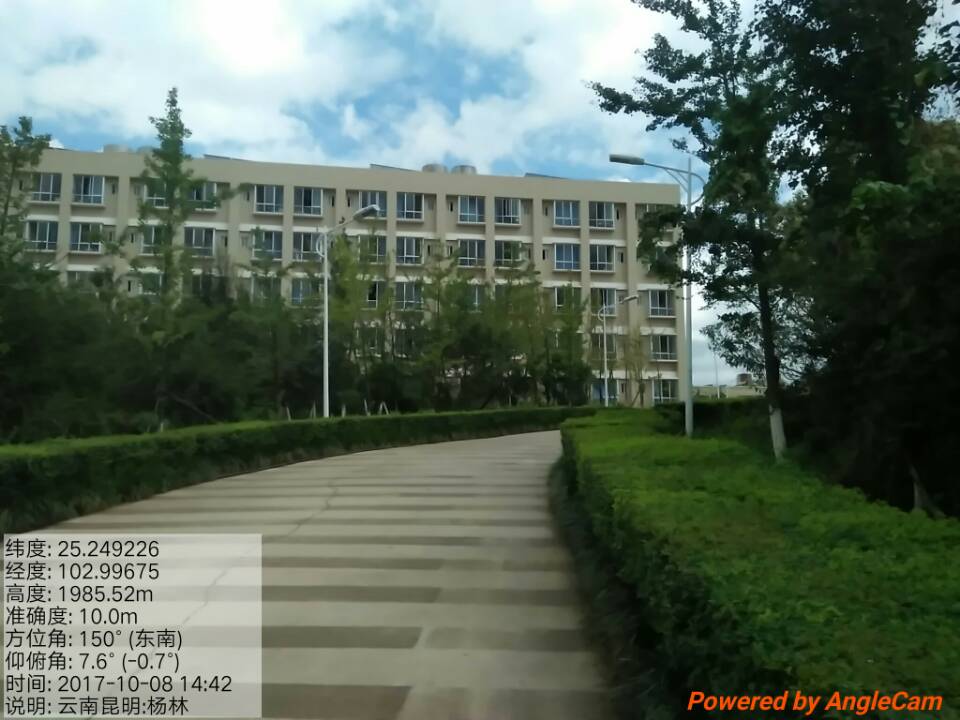 纬度: 25.249226
经度: 102.99675
高度: 1985.52m
准确度: 10.0m
方位角: 150° (东南)
仰俯角: 7.6° (-0.7°)
时间: 2017-10-08 14:42
说明: 云南昆明:杨林
Powered by AngleCam